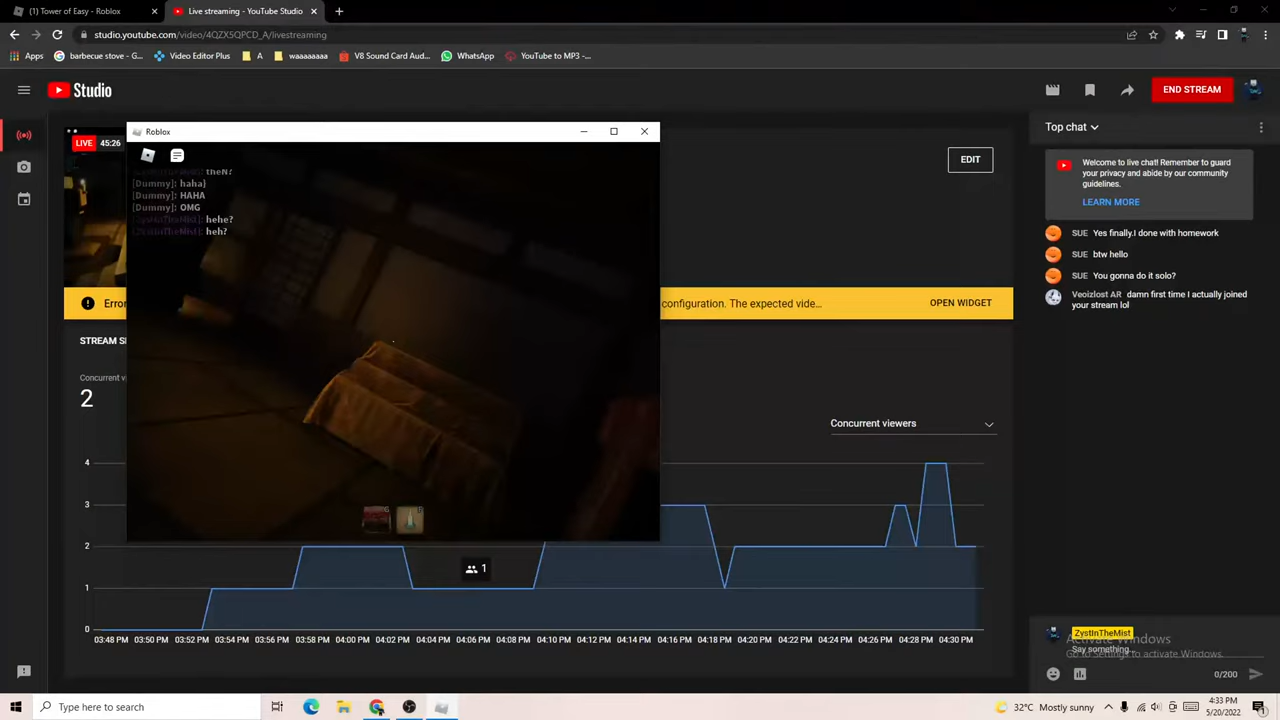 (1) Tower of Easy - Roblox
Live streaming - YouTube Studio
studio.youtube.com/video/4QZX5QPCD_A/livestreaming
Apps
barbecue stove - G...
Video Editor Plus
A
waaaaaaa
V8 Sound Card Aud...
WhatsApp
YouTube to MP3 -...
Studio
END STREAM
LIVE 45:26
Roblox
EDIT
theN?
[Dummy]: haha)
[Dummy]: HAHA
[Dummy]: OMG
[ZystInTheMist]: hehe?
[ZystInTheMist]: heh?
Error
configuration. The expected vide...
OPEN WIDGET
Concurrent vi
2
Concurrent viewers
4
3
2
1
0
1
03:48 PM 03:50 PM 03:52 PM 03:54 PM 03:56 PM 03:58 PM 04:00 PM 04:02 PM 04:04 PM 04:06 PM 04:08 PM 04:10 PM 04:12 PM 04:14 PM 04:16 PM 04:18 PM 04:20 PM 04:22 PM 04:24 PM 04:26 PM 04:28 PM 04:30 PM
Top chat
Welcome to live chat! Remember to guard
your privacy and abide by our community
guidelines.
LEARN MORE
SUE Yes finally.I done with homework
SUE btw hello
SUE You gonna do it solo?
Veoizlost AR damn first time I actually joined
your stream lol
ZystInTheMist
Say something...
Activate Windows
Go to Settings to activate Windows.
0/200
Type here to search
32°C Mostly sunny
4:33 PM
5/20/2022